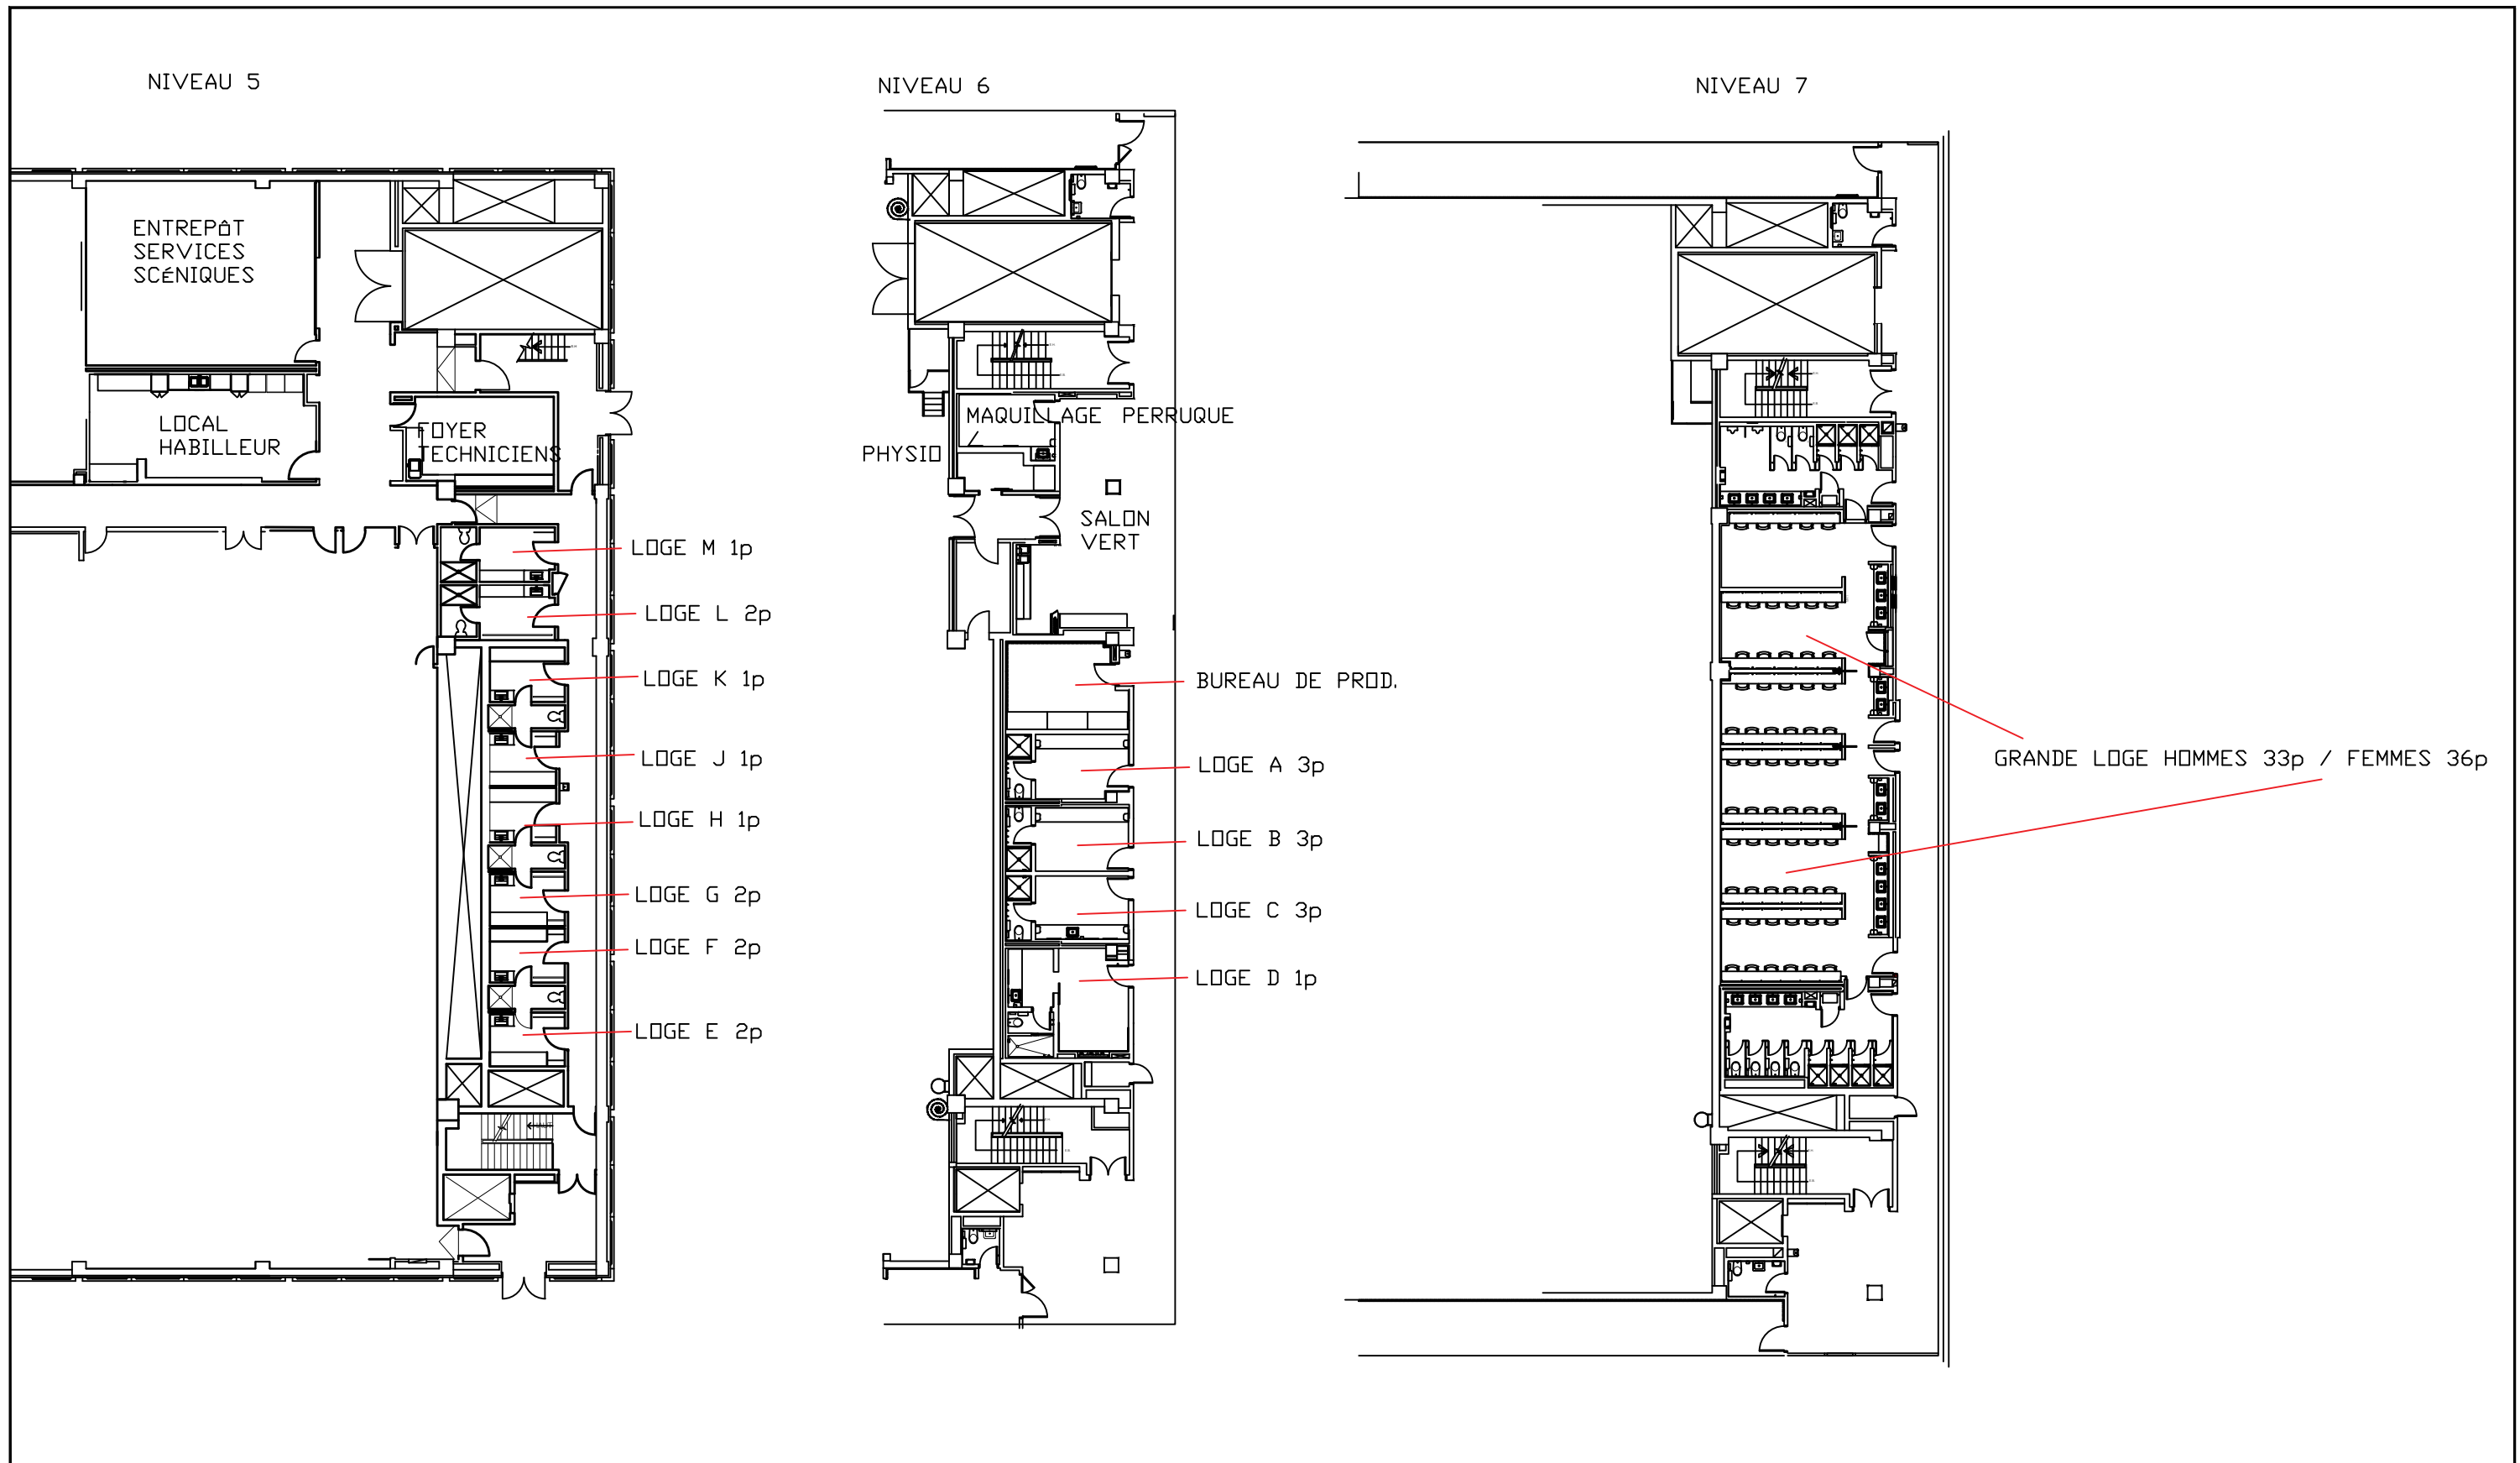 NIVEAU 5
ENTREPôT
SERVICES
SCéNIQUES
LOCAL
HABILLEUR
FOYER
TECHNICIENS
LOGE M 1p
LOGE L 2p
LOGE K 1p
LOGE J 1p
LOGE H 1p
LOGE G 2p
LOGE F 2p
LOGE E 2p
NIVEAU 6
MAQUILLAGE PERRUQUE
PHYSIO
SALON
VERT
BUREAU DE PROD.
LOGE A 3p
LOGE B 3p
LOGE C 3p
LOGE D 1p
NIVEAU 7
GRANDE LOGE HOMMES 33p / FEMMES 36p